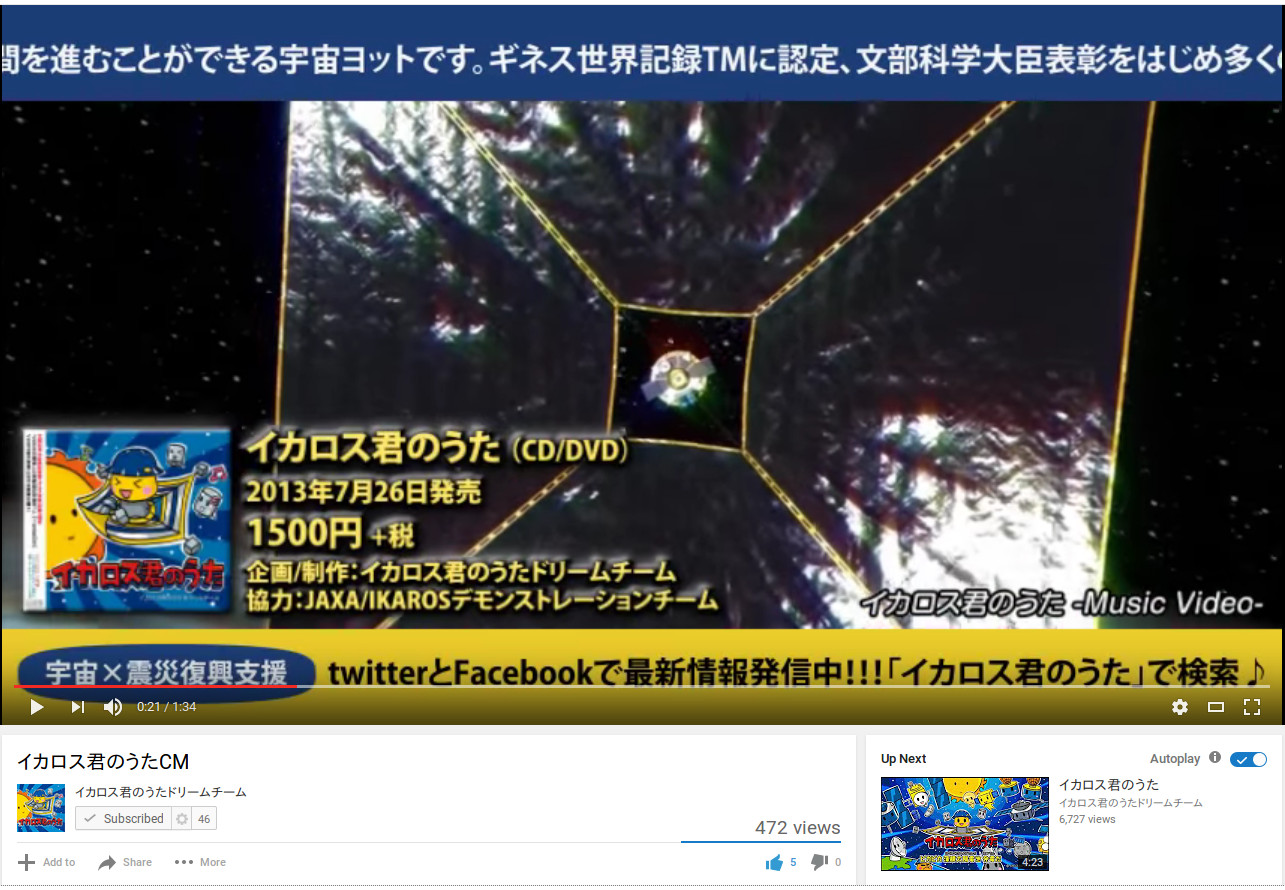 間を進むことができる宇宙ヨットです。ギネス世界記録TMに認定、文部科学大臣表彰をはじめ多く
イカロス君のうた (CD/DVD)
2013年7月26日発売
1500円 +税
企画/制作:イカロス君のうたドリームチーム
協力:JAXA/IKAROSデモンストレーションチーム
イカロス君のうた
イカロス君のうた -Music Video-
宇宙×震災復興支援
twitterとFacebookで最新情報発信中!!!「イカロス君のうた」で検索♪
0:21 / 1:34
イカロス君のうたCM
イカロス君のうたドリームチーム
Subscribed 46
472 views
Add to Share More
5 0
Up Next Autoplay
イカロス君のうた
イカロス君のうたドリームチーム
6,727 views
イカロス君のうた
4:23